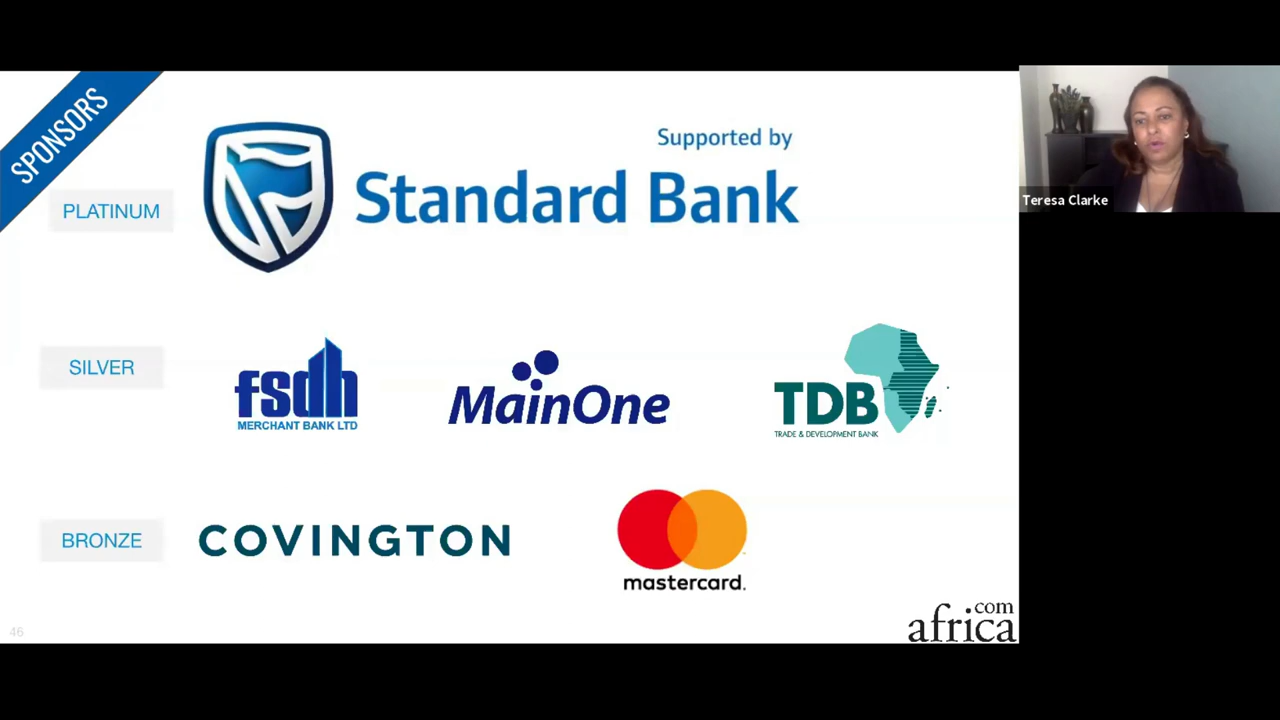 SPONSORS
PLATINUM
Supported by
Standard Bank
Teresa Clarke
SILVER
fsdh
MERCHANT BANK LTD
MainOne
TDB
TRADE & DEVELOPMENT BANK
BRONZE
COVINGTON
mastercard.
46
com
africa